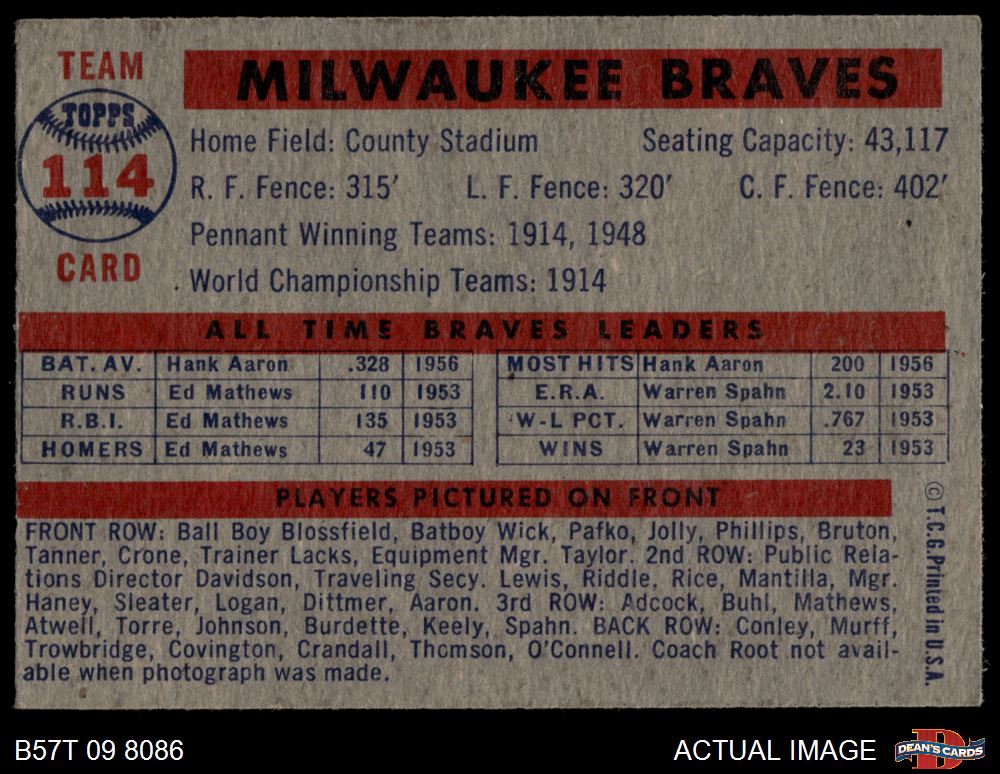 TEAM
TOPPS
114
CARD
MILWAUKEE BRAVES
Home Field: County Stadium Seating Capacity: 43,117
R. F. Fence: 315′ L. F. Fence: 320′ C. F. Fence: 402′
Pennant Winning Teams: 1914, 1948
World Championship Teams: 1914
ALL TIME BRAVES LEADERS
BAT. AV. Hank Aaron .328 1956 MOST HITS Hank Aaron 200 1956
RUNS Ed Mathews 110 1953 E.R.A. Warren Spahn 2.10 1953
R.B.I. Ed Mathews 135 1953 W-L PCT. Warren Spahn .767 1953
HOMERS Ed Mathews 47 1953 WINS Warren Spahn 23 1953
PLAYERS PICTURED ON FRONT
FRONT ROW: Ball Boy Blossfield, Batboy Wick, Pafko, Jolly, Phillips, Bruton,
Tanner, Crone, Trainer Lacks, Equipment Mgr. Taylor. 2nd ROW: Public Rela-
tions Director Davidson, Traveling Secy. Lewis, Riddle, Rice, Mantilla, Mgr.
Haney, Sleater, Logan, Dittmer, Aaron. 3rd ROW: Adcock, Buhl, Mathews,
Atwell, Torre, Johnson, Burdette, Keely, Spahn. BACK ROW: Conley, Murff,
Trowbridge, Covington, Crandall, Thomson, O'Connell. Coach Root not avail-
able when photograph was made.
© T.C.G. Printed in U.S.A.
B57T 09 8086
ACTUAL IMAGE
D
DEAN'S CARDS